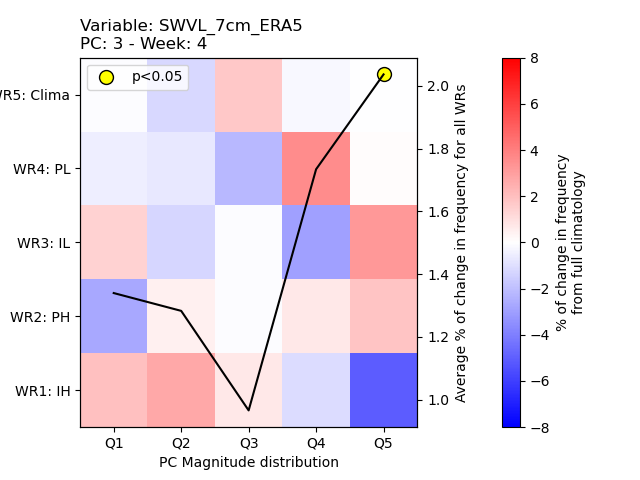 Variable: SWVL_7cm_ERA5
PC: 3 - Week: 4
p<0.05
WR5: Clima
WR4: PL
WR3: IL
WR2: PH
WR1: IH
Q1 Q2 Q3 Q4 Q5
PC Magnitude distribution
2.0
1.8
1.6
1.4
1.2
1.0
Average % of change in frequency for all WRs
8
6
4
2
0
−2
−4
−6
−8
% of change in frequency
from full climatology